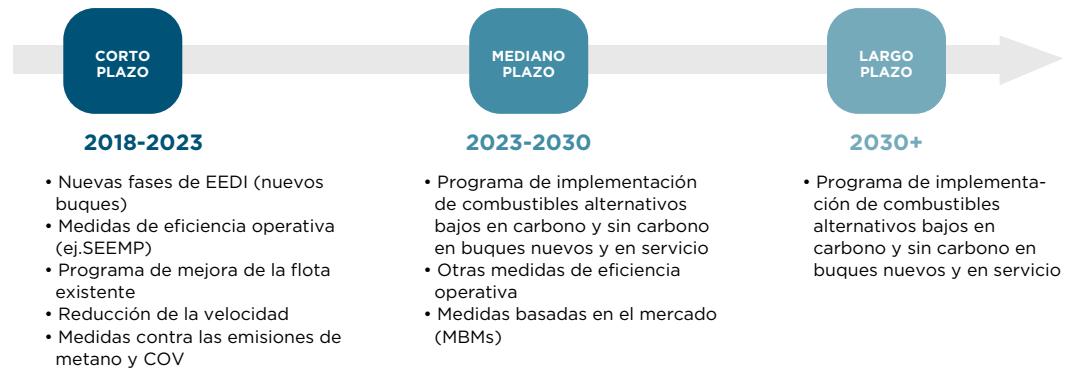 CORTO
PLAZO
2018-2023
• Nuevas fases de EEDI (nuevos
buques)
• Medidas de eficiencia operativa
(ej.SEEMP)
• Programa de mejora de la flota
existente
• Reducción de la velocidad
• Medidas contra las emisiones de
metano y COV
MEDIANO
PLAZO
2023-2030
• Programa de implementación
de combustibles alternativos
bajos en carbono y sin carbono
en buques nuevos y en servicio
• Otras medidas de eficiencia
operativa
• Medidas basadas en el mercado
(MBMs)
LARGO
PLAZO
2030+
• Programa de implementa-
ción de combustibles
alternativos bajos en
carbono y sin carbono en
buques nuevos y en servicio